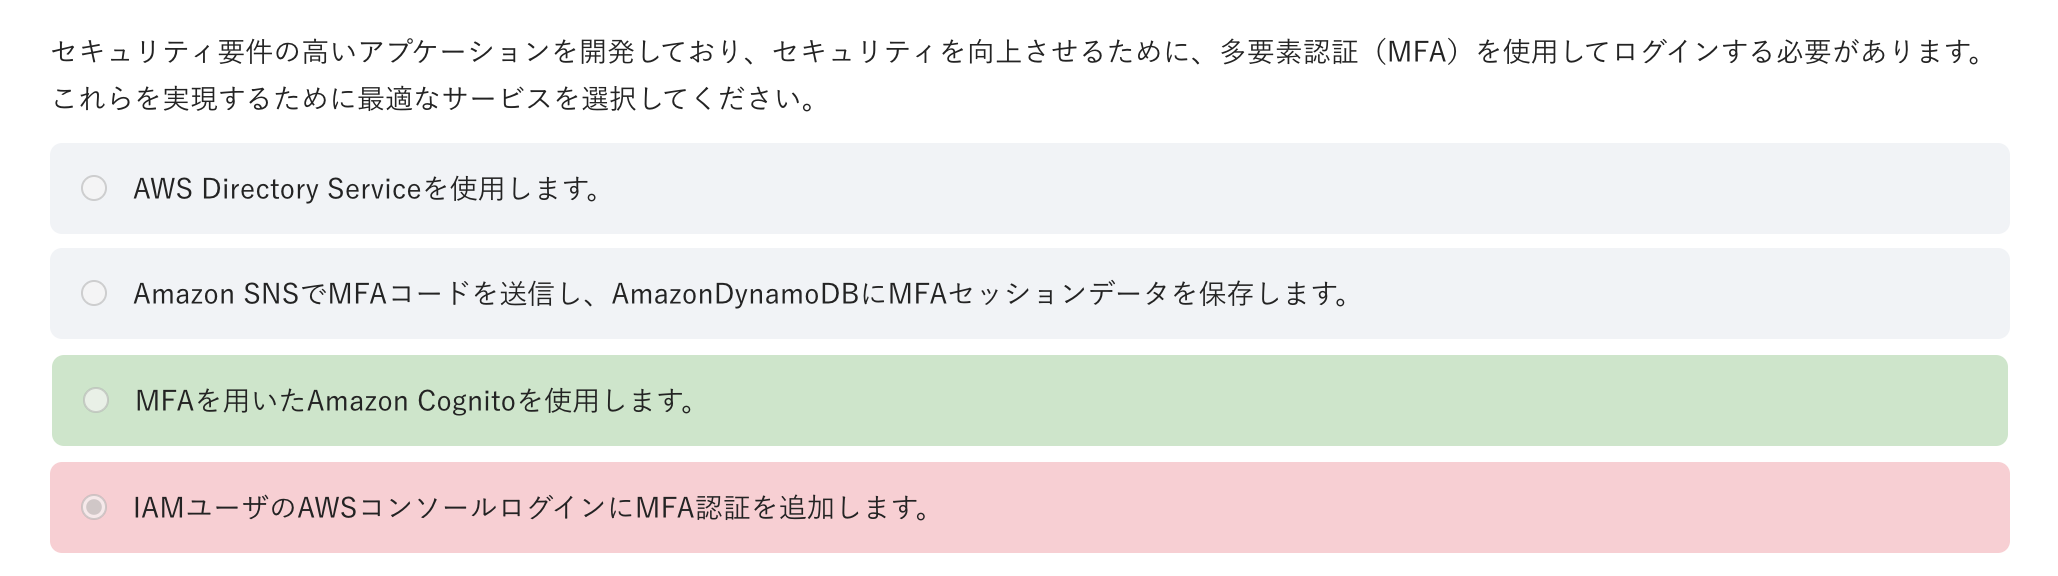 セキュリティ要件の高いアプケーションを開発しており、セキュリティを向上させるために、多要素認証（MFA）を使用してログインする必要があります。
これらを実現するために最適なサービスを選択してください。
AWS Directory Serviceを使用します。
Amazon SNSでMFAコードを送信し、AmazonDynamoDBにMFAセッションデータを保存します。
MFAを用いたAmazon Cognitoを使用します。
IAMユーザのAWSコンソールログインにMFA認証を追加します。